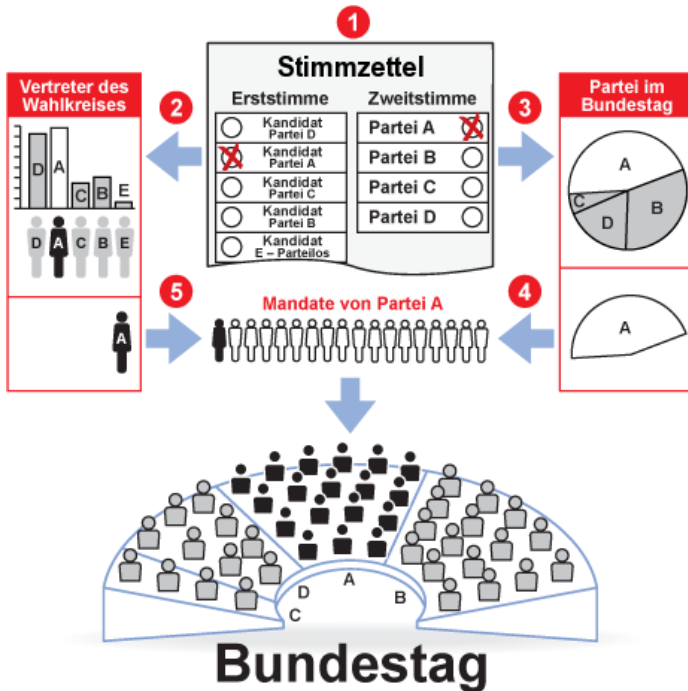 1
Stimmzettel
Erststimme
Zweitstimme
Kandidat
Partei D
Kandidat
Partei A
Kandidat
Partei C
Kandidat
Partei B
Kandidat
E – Parteilos
Partei A
Partei B
Partei C
Partei D
2
Vertreter des
Wahlkreises
D
A
C
B
E
D
A
C
B
E
3
Partei im
Bundestag
A
C
D
B
4
A
5
A
Mandate von Partei A
A
D
B
C
Bundestag